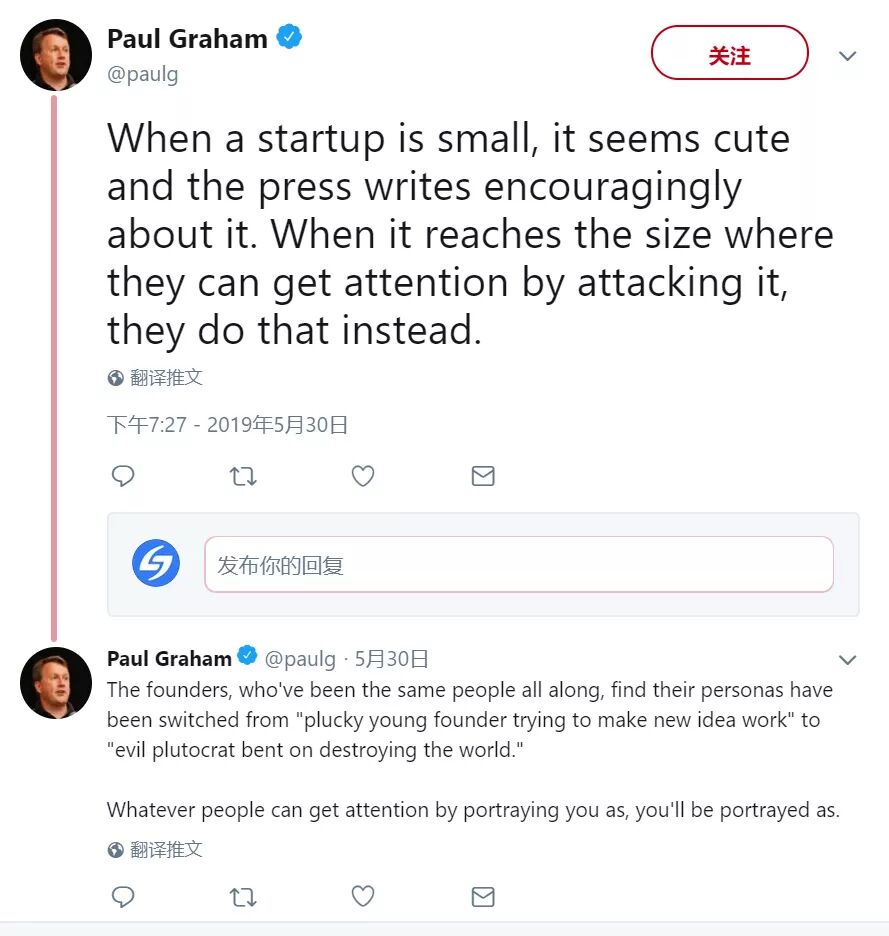 Paul Graham
@paulg
关注
When a startup is small, it seems cute
and the press writes encouragingly
about it. When it reaches the size where
they can get attention by attacking it,
they do that instead.
翻译推文
下午7:27 - 2019年5月30日
发布你的回复
Paul Graham @paulg · 5月30日
The founders, who've been the same people all along, find their personas have
been switched from "plucky young founder trying to make new idea work" to
"evil plutocrat bent on destroying the world."
Whatever people can get attention by portraying you as, you'll be portrayed as.
翻译推文